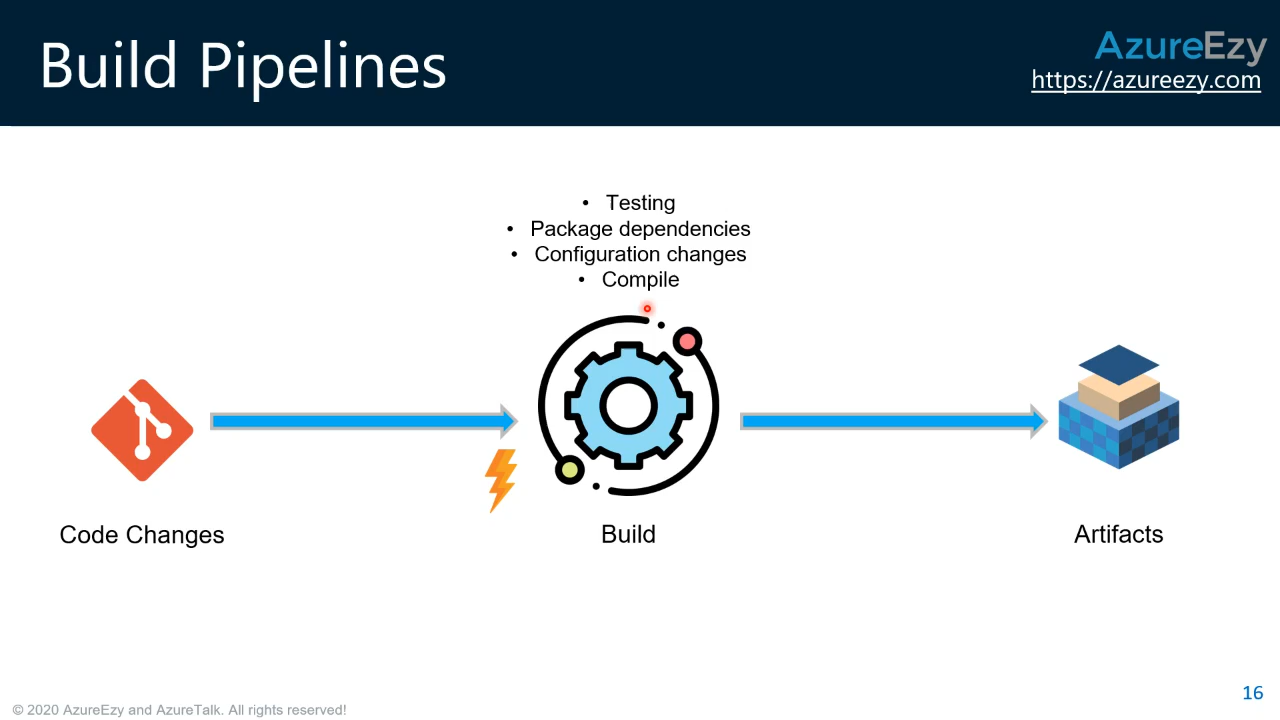 Build Pipelines
AzureEzy
https://azureezy.com
• Testing
• Package dependencies
• Configuration changes
• Compile
Code Changes
Build
Artifacts
© 2020 AzureEzy and AzureTalk. All rights reserved!
16